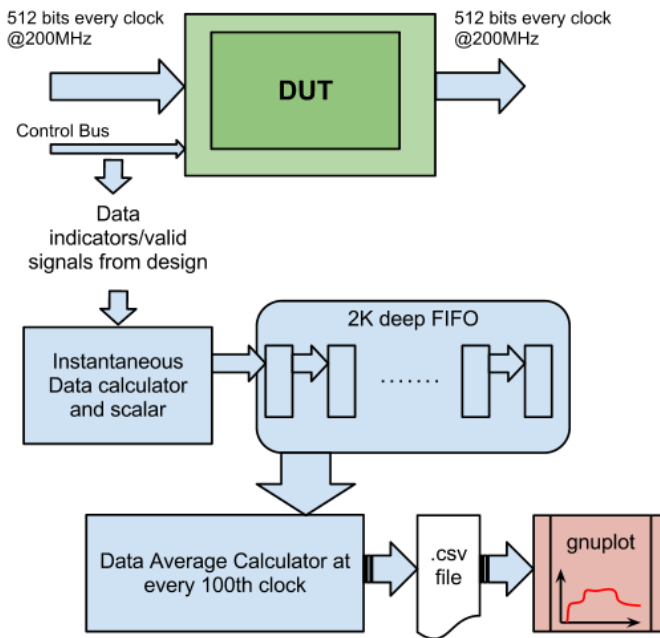 512 bits every clock
@200MHz
512 bits every clock
@200MHz
DUT
Control Bus
Data
indicators/valid
signals from design
2K deep FIFO
Instantaneous
Data calculator
and scalar
.......
Data Average Calculator at
every 100th clock
.csv
file
gnuplot